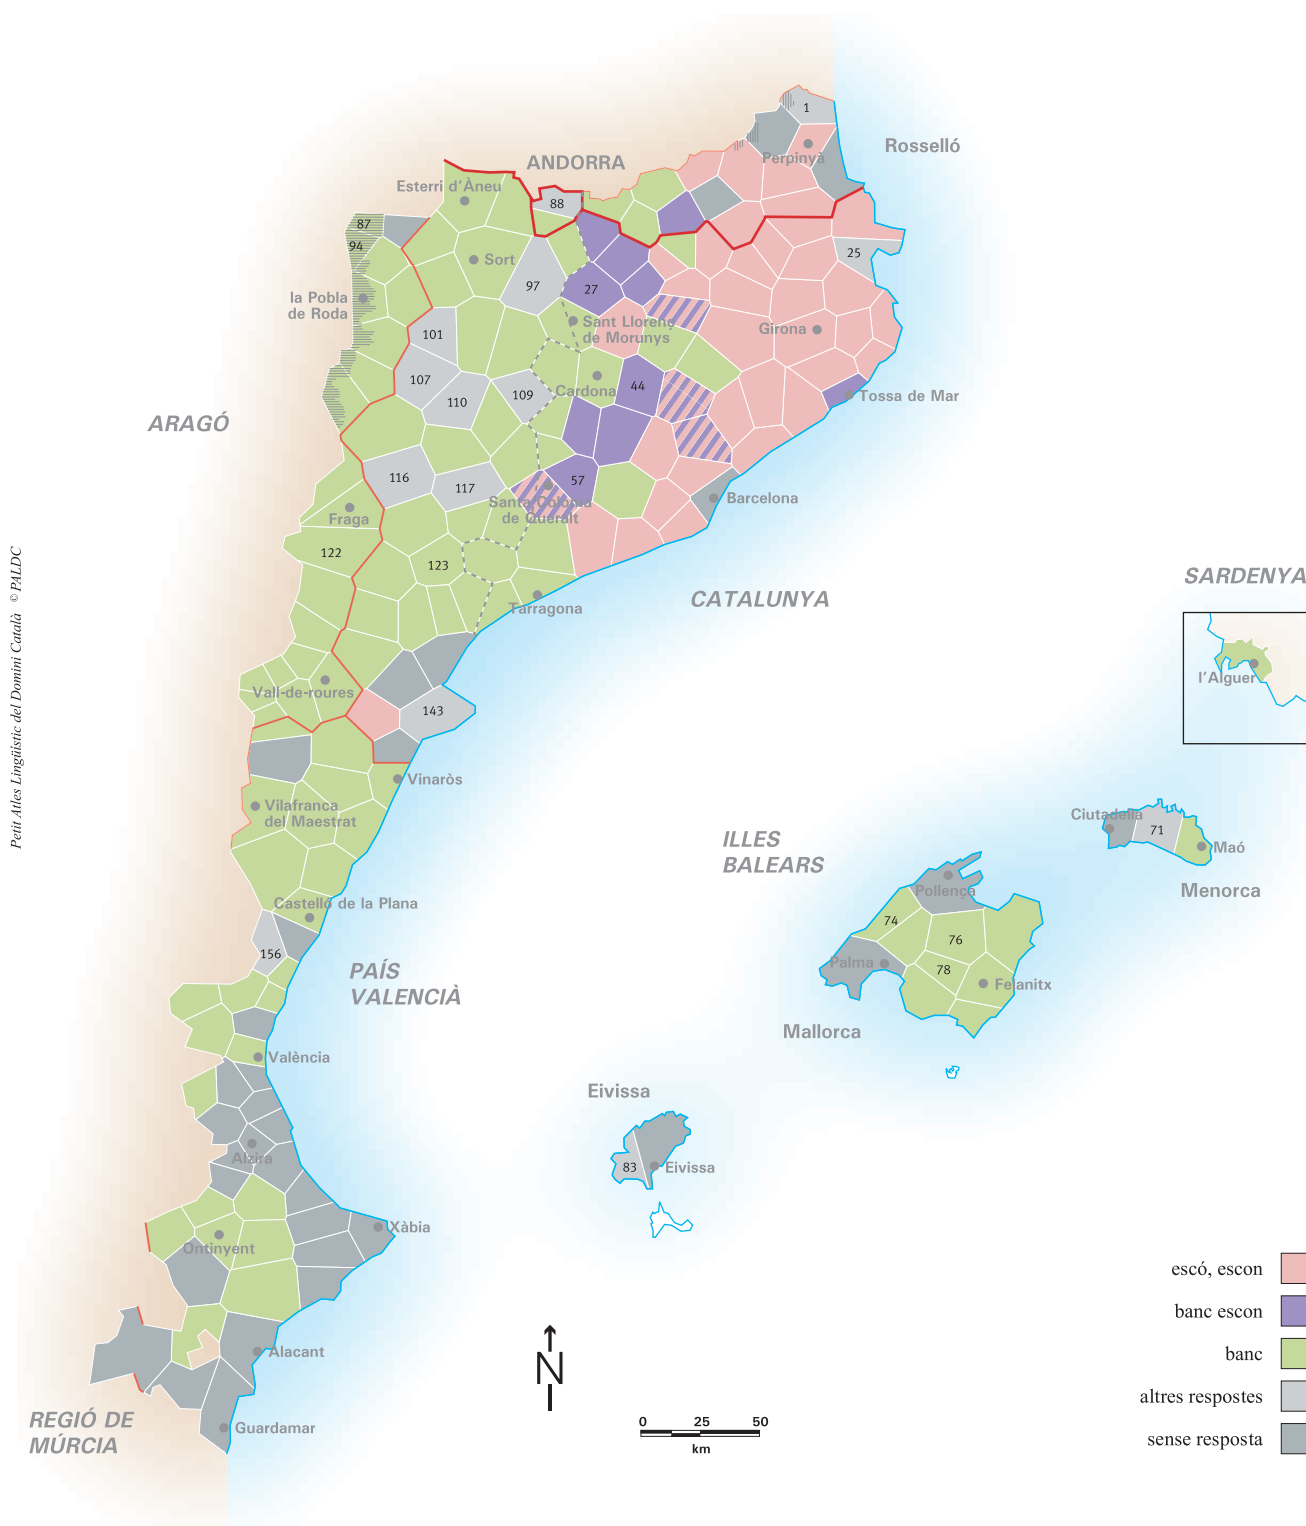 1
Rosselló
Perpinyà
ANDORRA
Esterri d'Àneu
88
87
94
25
Sort
97
27
la Pobla
de Roda
Sant Llorenç
de Morunys
Girona
101
107
110
109
Cardona
44
Tossa de Mar
ARAGÓ
116
117
57
Santa Coloma
de Queralt
Barcelona
Fraga
122
123
Petit Atles Lingüístic del Domini Català © PALDC
SARDENYA
CATALUNYA
Tarragona
l'Alguer
Vall-de-roures
143
Vinaròs
Vilafranca
del Maestrat
Ciutadella
71
Maó
Menorca
ILLES
BALEARS
Pollença
Castelló de la Plana
74
76
156
Palma
78
Felanitx
PAÍS
VALENCIÀ
Mallorca
València
Eivissa
Alzira
83
Eivissa
Xàbia
Ontinyent
escó, escon
banc escon
banc
altres respostes
sense resposta
Alacant
N
REGIÓ DE
MÚRCIA
Guardamar
0 25 50
km